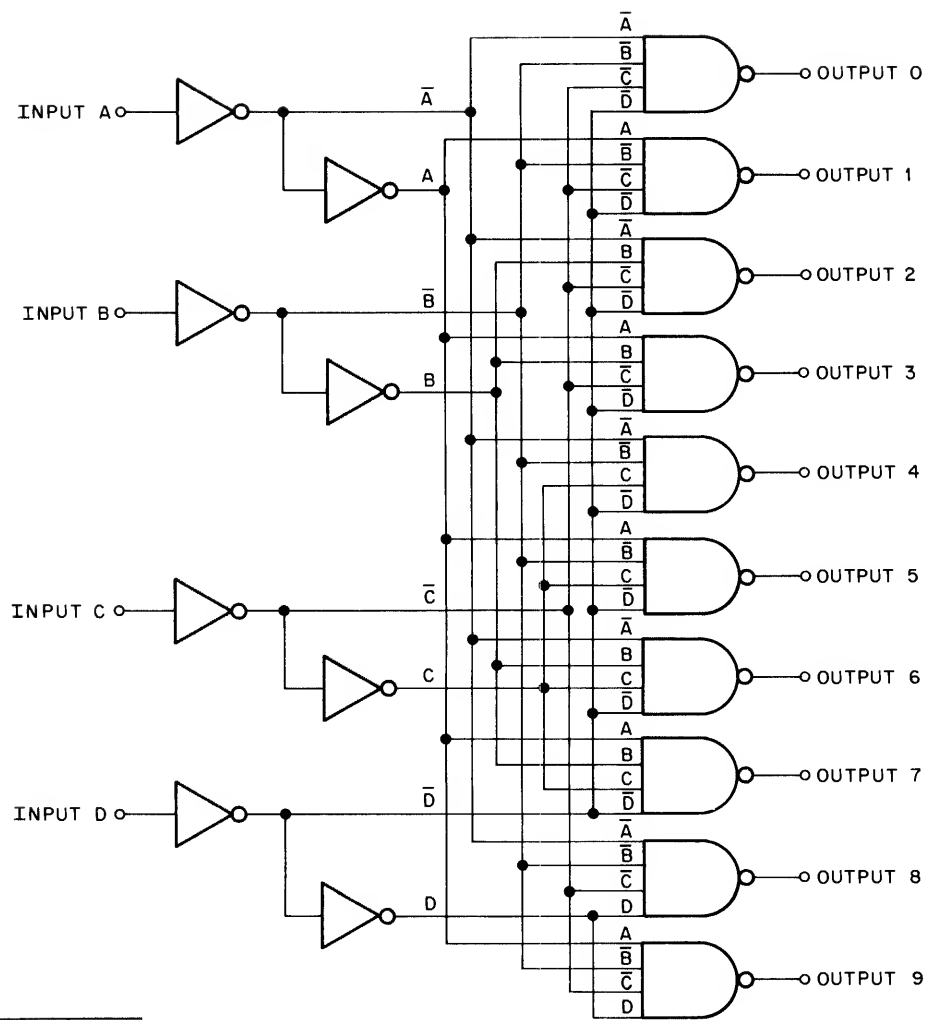 A̅
B̅
C̅
D̅
OUTPUT 0
INPUT A
A̅
A
A
B̅
C̅
D̅
OUTPUT 1
A̅
B
C̅
D̅
OUTPUT 2
INPUT B
B̅
B
A
B
C̅
D̅
OUTPUT 3
A̅
B̅
C
D̅
OUTPUT 4
A
B̅
C
D̅
OUTPUT 5
INPUT C
C̅
C
A̅
B
C
D̅
OUTPUT 6
A
B
C
D̅
OUTPUT 7
INPUT D
D̅
D
A̅
B̅
C̅
D
OUTPUT 8
A
B̅
C̅
D
OUTPUT 9